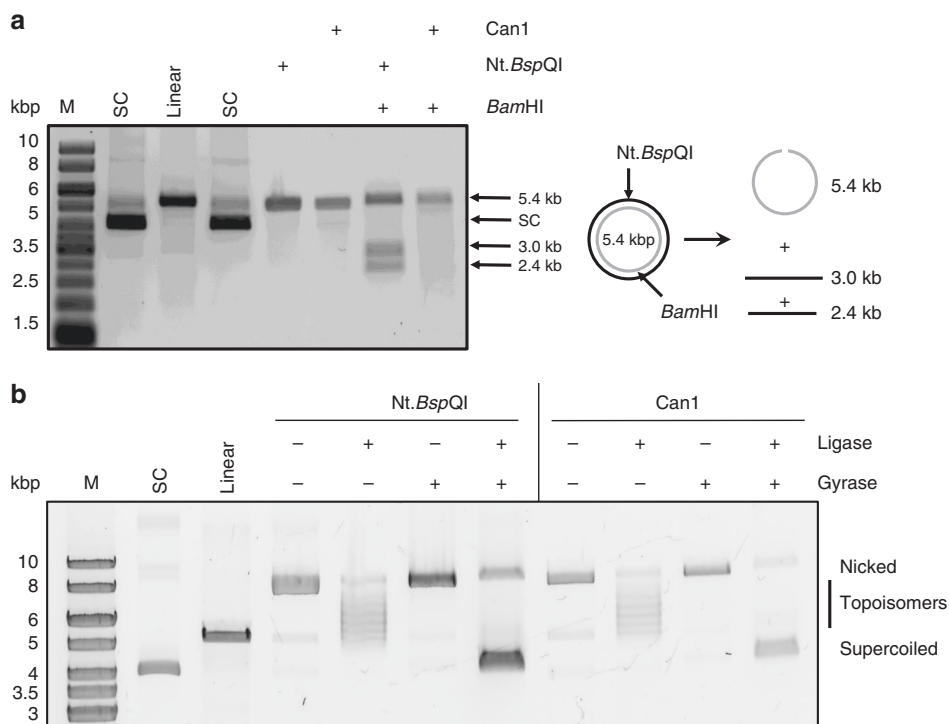 a
Can1 + +
Nt.BspQI + +
kbp M SC Linear SC BamHI + +
10
8
6
5
3.5
2.5
1.5
5.4 kb
SC
3.0 kb
2.4 kb
Nt.BspQI
5.4 kbp
BamHI
5.4 kb
+
3.0 kb
+
2.4 kb
b
Nt.BspQI Can1
– + – + – + – + Ligase
kbp M SC Linear – – + + – – + + Gyrase
10
8
6
5
4
3.5
3
Nicked
Topoisomers
Supercoiled